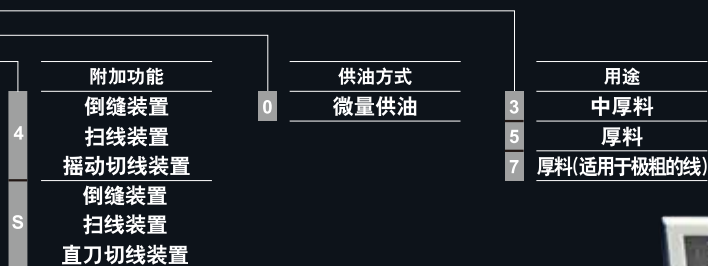 附加功能
4
倒缝装置
扫线装置
摇动切线装置
S
倒缝装置
扫线装置
直刀切线装置
供油方式
0 微量供油
用途
3 中厚料
5 厚料
7 厚料(适用于极粗的线)